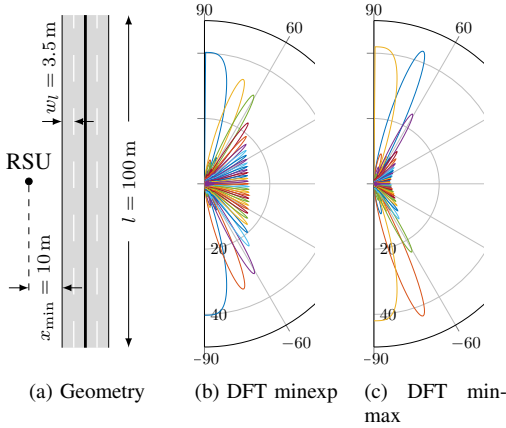 w_l = 3.5 m
RSU
x_min = 10 m
l = 100 m
(a) Geometry
90
60
20
40
−60
−90
(b) DFT minexp
90
60
20
40
−60
−90
(c) DFT min-
max